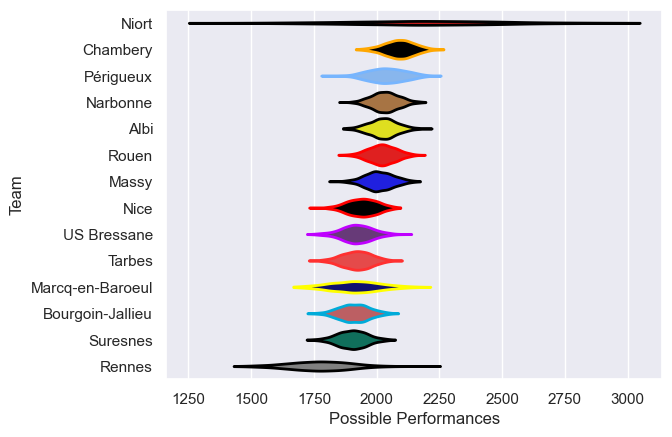 Niort
Chambery
Périgueux
Narbonne
Albi
Rouen
Massy
Nice
US Bressane
Tarbes
Marcq-en-Baroeul
Bourgoin-Jallieu
Suresnes
Rennes
Team
1250 1500 1750 2000 2250 2500 2750 3000
Possible Performances